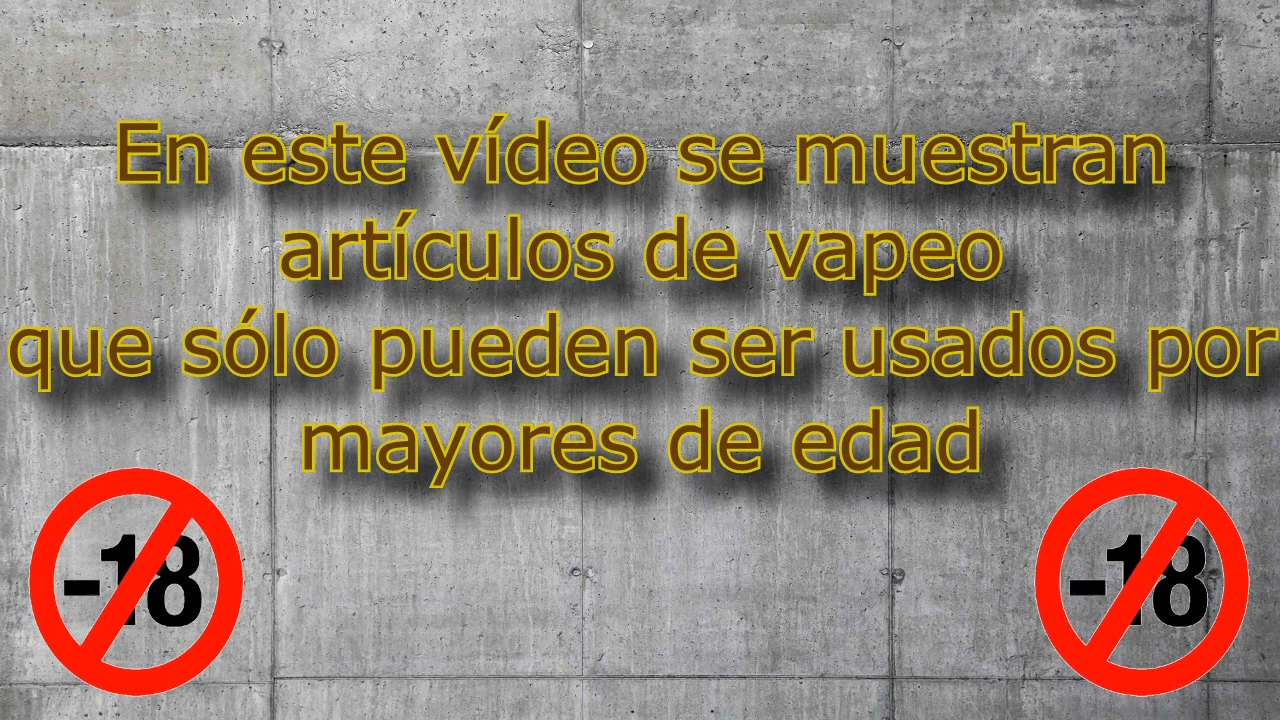 En este vídeo se muestran
artículos de vapeo
que sólo pueden ser usados por
mayores de edad
-18 -18